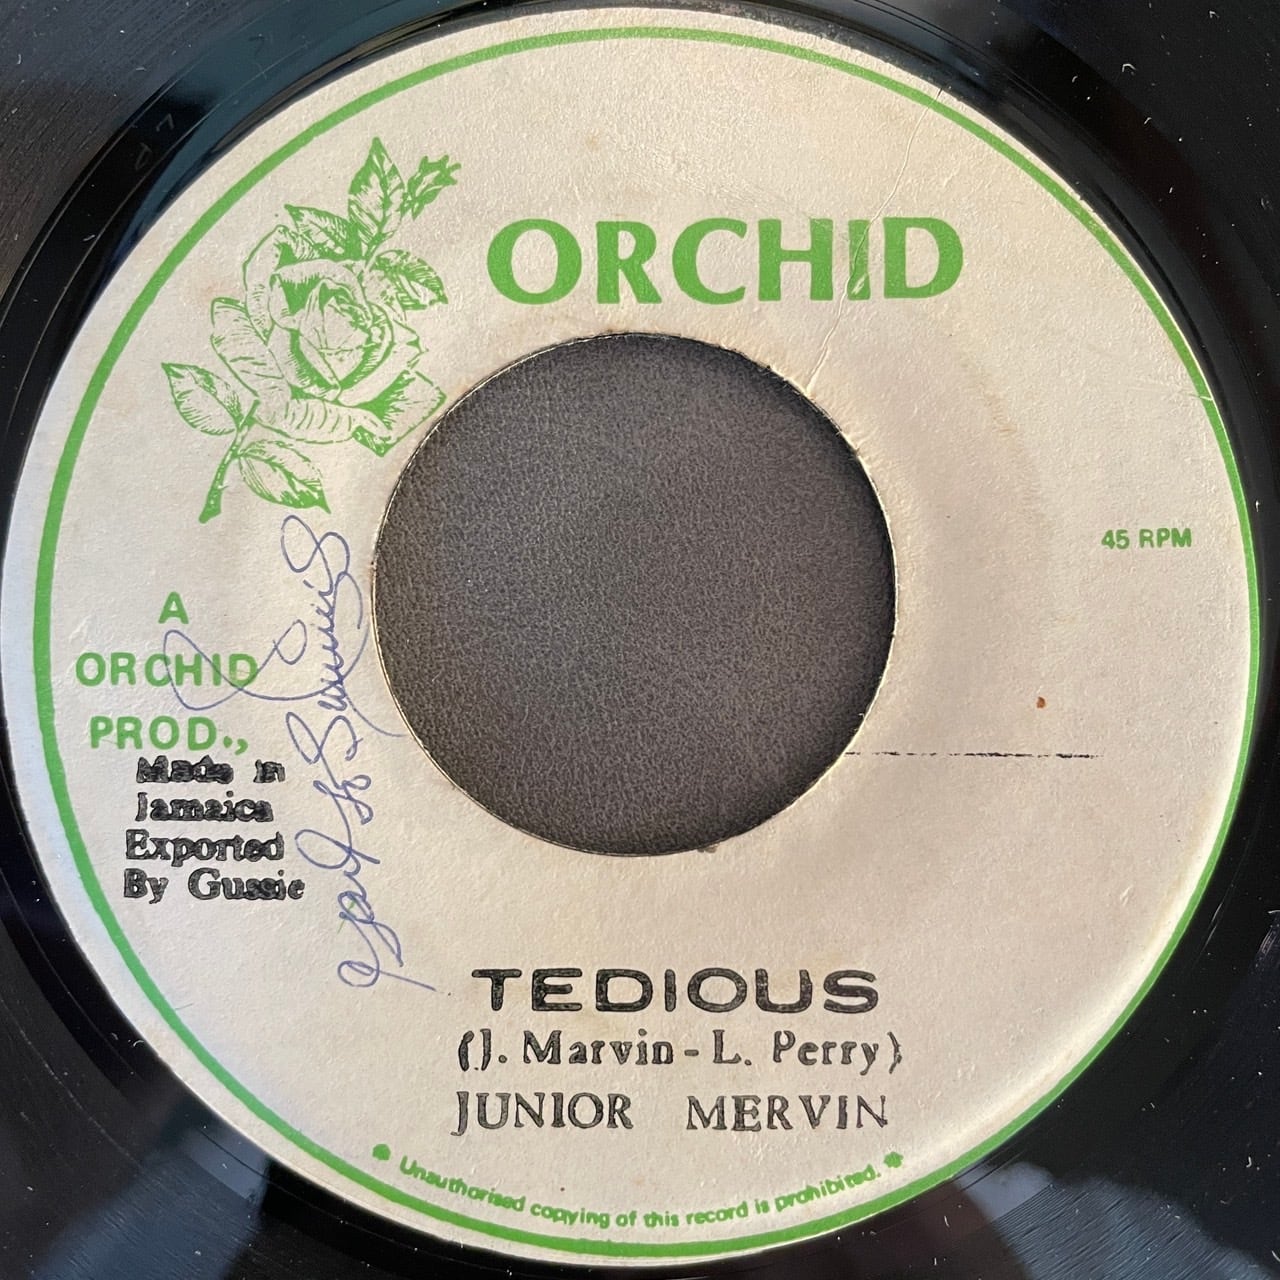 ORCHID
45 RPM
A
ORCHID
PROD.,
Made in
Jamaica
Exported
By Gussie
TEDIOUS
(J. Marvin - L. Perry)
JUNIOR MERVIN
Unauthorised copying of this record is prohibited.